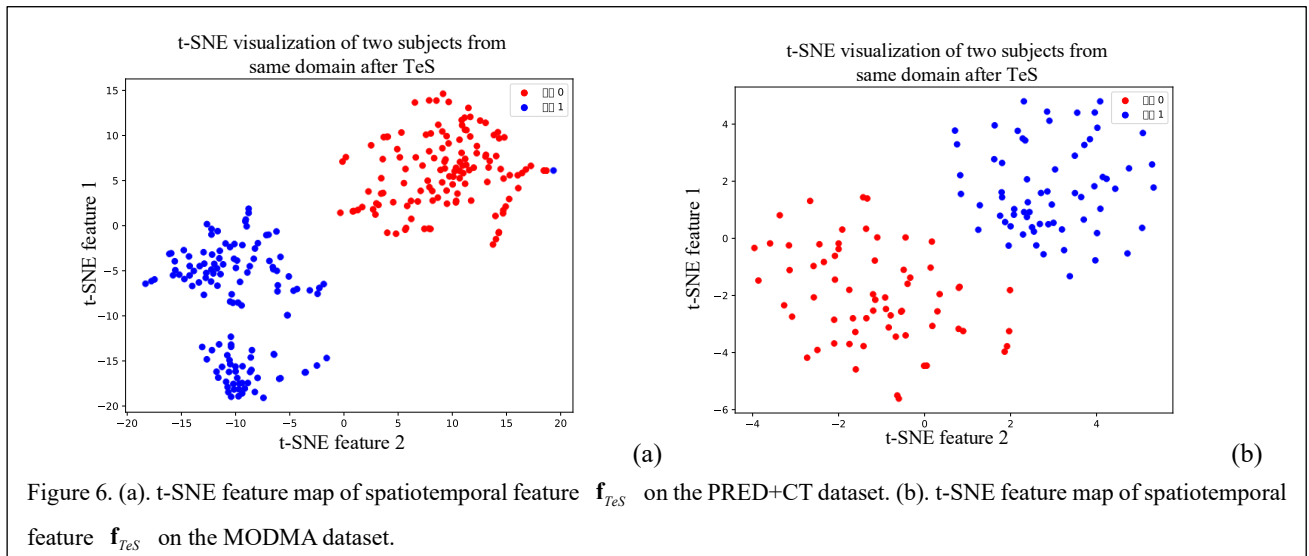 t-SNE visualization of two subjects from
same domain after TeS
15
10
5
0
−5
−10
−15
−20
t-SNE feature 1
0
1
−20 −15 −10 −5 0 5 10 15 20
t-SNE feature 2
(a)
t-SNE visualization of two subjects from
same domain after TeS
4
2
0
−2
−4
−6
t-SNE feature 1
0
1
−4 −2 0 2 4
t-SNE feature 2
(b)
Figure 6. (a). t-SNE feature map of spatiotemporal feature f_TeS on the PRED+CT dataset. (b). t-SNE feature map of spatiotemporal
feature f_TeS on the MODMA dataset.